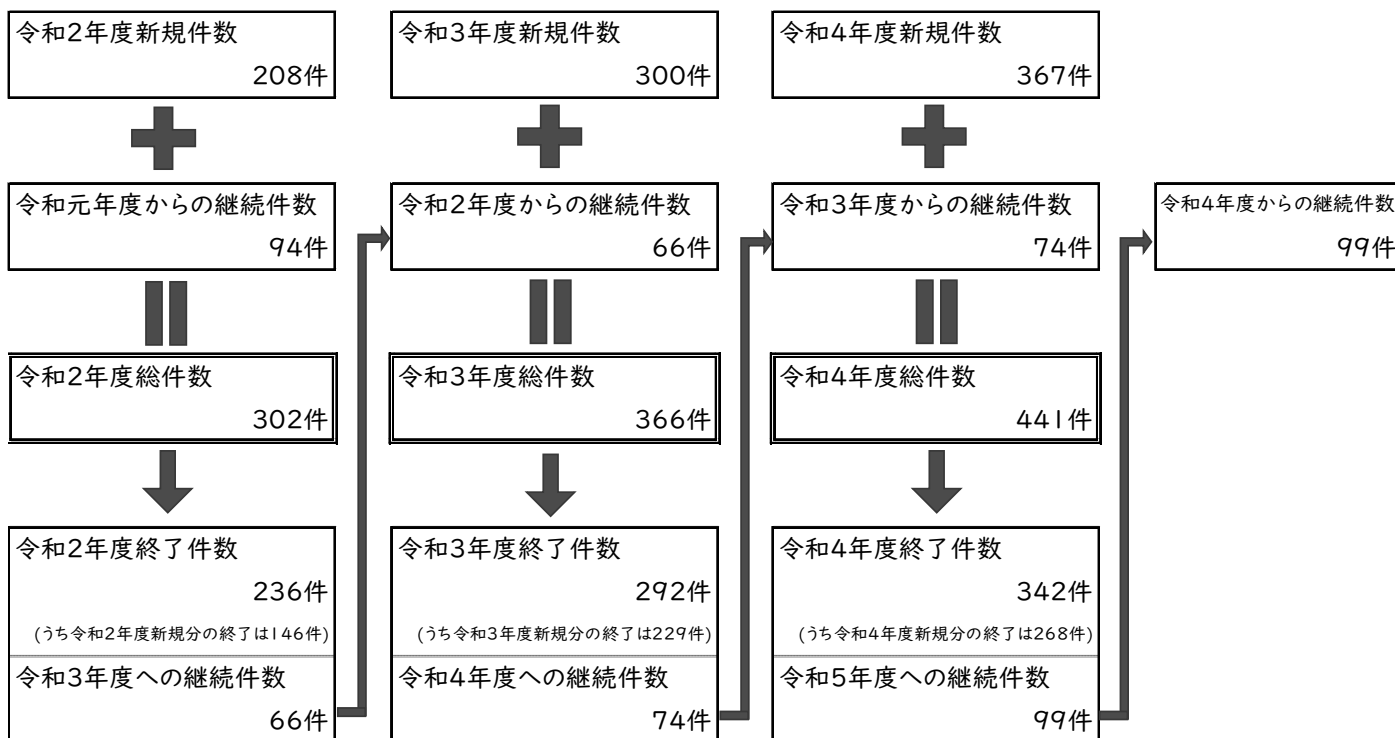 令和2年度新規件数
208件
令和3年度新規件数
300件
令和4年度新規件数
367件
令和元年度からの継続件数
94件
令和2年度からの継続件数
66件
令和3年度からの継続件数
74件
令和4年度からの継続件数
99件
令和2年度総件数
302件
令和3年度総件数
366件
令和4年度総件数
441件
令和2年度終了件数
236件
(うち令和2年度新規分の終了は146件)
令和3年度への継続件数
66件
令和3年度終了件数
292件
(うち令和3年度新規分の終了は229件)
令和4年度への継続件数
74件
令和4年度終了件数
342件
(うち令和4年度新規分の終了は268件)
令和5年度への継続件数
99件